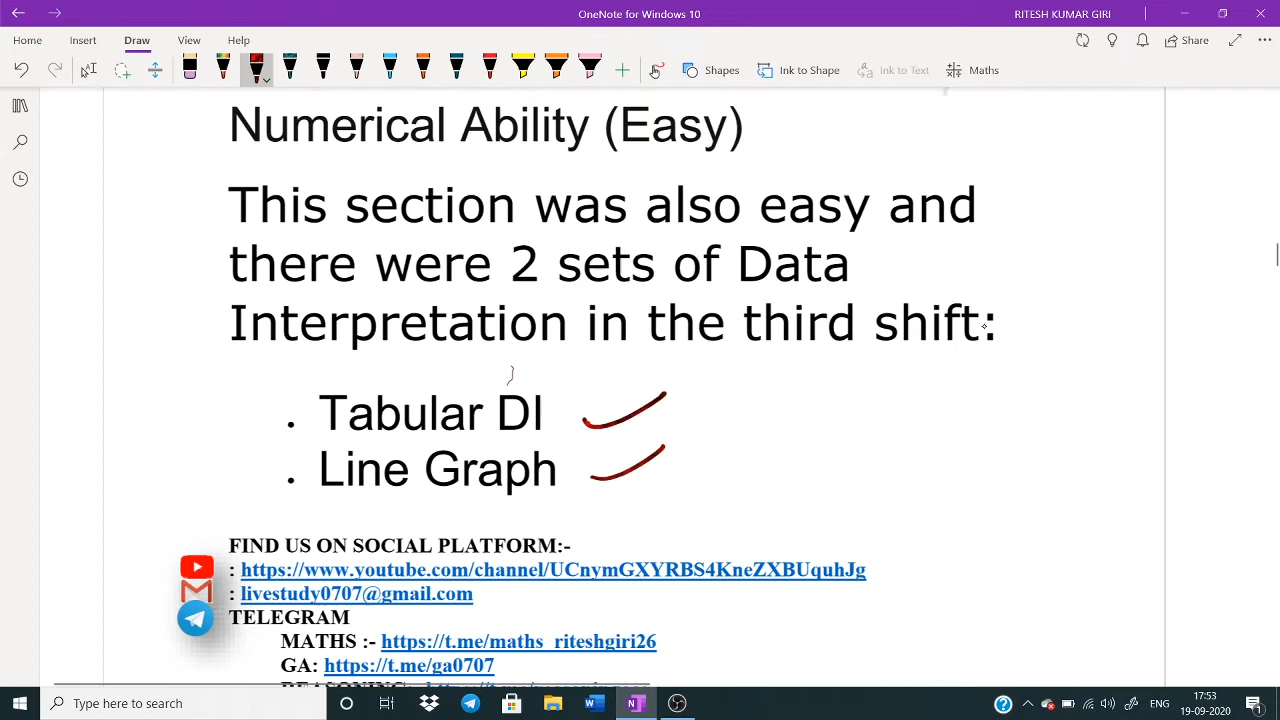 OneNote for Windows 10
RITESH KUMAR GIRI
Home Insert Draw View Help
Share
Shapes Ink to Shape Ink to Text Maths
Numerical Ability (Easy)
This section was also easy and
there were 2 sets of Data
Interpretation in the third shift:
. Tabular DI
. Line Graph
FIND US ON SOCIAL PLATFORM:-
: https://www.youtube.com/channel/UCnymGXYRBS4KneZXBUquhJg
: livestudy0707@gmail.com
TELEGRAM
MATHS :- https://t.me/maths_riteshgiri26
GA: https://t.me/ga0707
Type here to search
ENG
17:53
19-09-2020